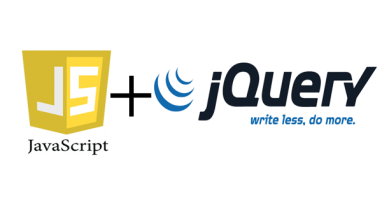 JS + jQuery
write less, do more.
JavaScript